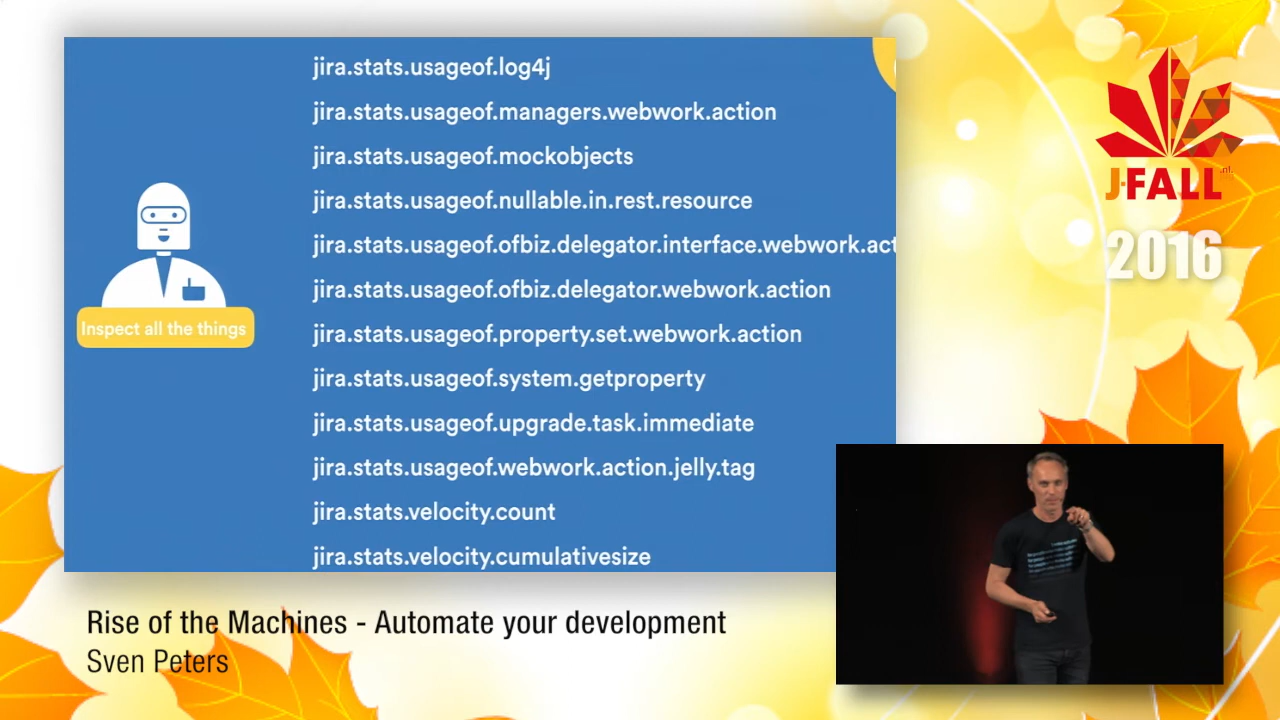 jira.stats.usageof.log4j
jira.stats.usageof.managers.webwork.action
jira.stats.usageof.mockobjects
jira.stats.usageof.nullable.in.rest.resource
jira.stats.usageof.ofbiz.delegator.interface.webwork.act
jira.stats.usageof.ofbiz.delegator.webwork.action
jira.stats.usageof.property.set.webwork.action
jira.stats.usageof.system.getproperty
jira.stats.usageof.upgrade.task.immediate
jira.stats.usageof.webwork.action.jelly.tag
jira.stats.velocity.count
jira.stats.velocity.cumulativesize
Inspect all the things
J-FALL.nl
2016
Rise of the Machines - Automate your development
Sven Peters